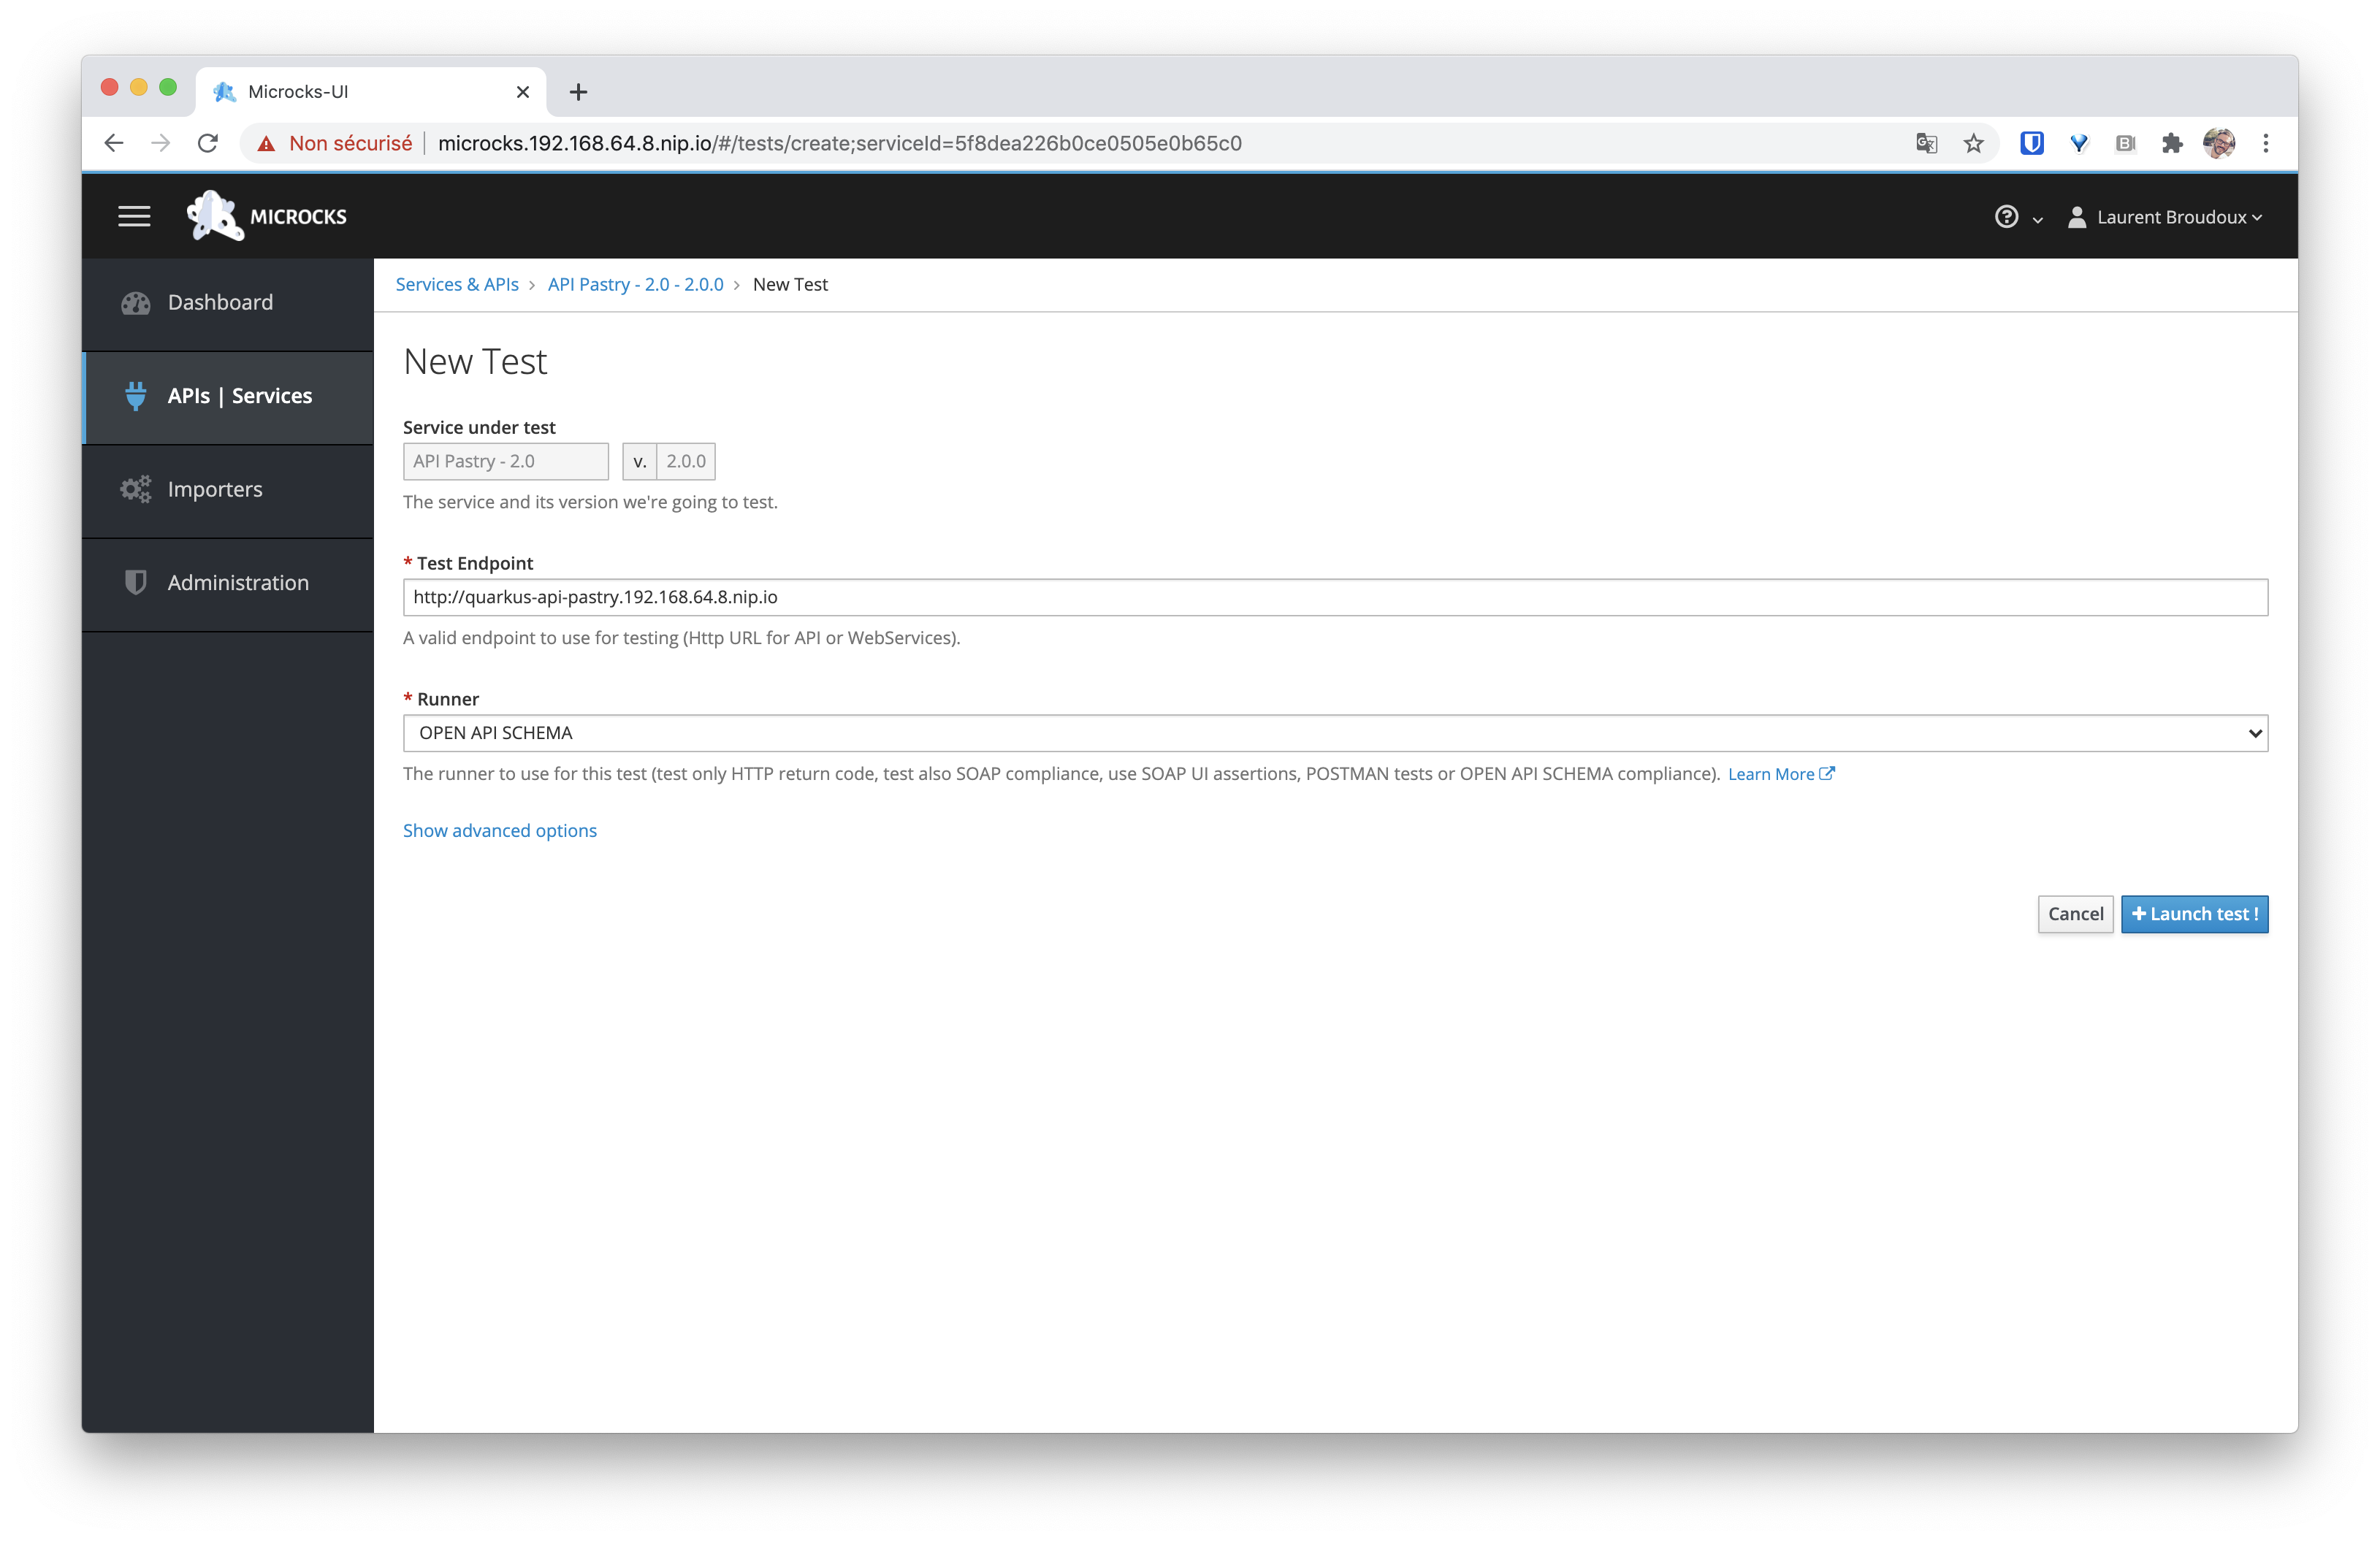 Microcks-UI
Non sécurisé microcks.192.168.64.8.nip.io/#/tests/create;serviceId=5f8dea226b0ce0505e0b65c0
MICROCKS
Laurent Broudoux
Dashboard
APIs | Services
Importers
Administration
Services & APIs > API Pastry - 2.0 - 2.0.0 > New Test
New Test
Service under test
API Pastry - 2.0 v. 2.0.0
The service and its version we're going to test.
* Test Endpoint
http://quarkus-api-pastry.192.168.64.8.nip.io
A valid endpoint to use for testing (Http URL for API or WebServices).
* Runner
OPEN API SCHEMA
The runner to use for this test (test only HTTP return code, test also SOAP compliance, use SOAP UI assertions, POSTMAN tests or OPEN API SCHEMA compliance). Learn More
Show advanced options
Cancel + Launch test !